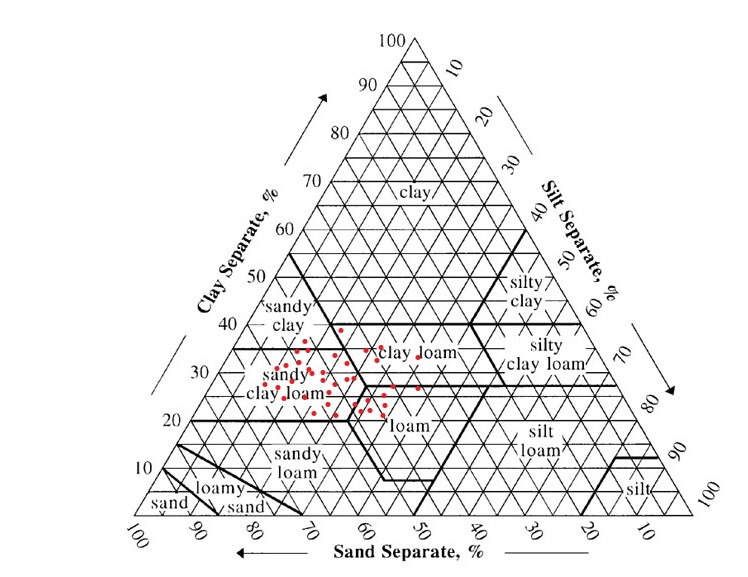 100
10
90
20
80
30
70
clay
40
60
50
50
silty
clay
60
sandy
clay
40
clay loam
silty
clay loam
70
30
sandy
clay loam
80
20
loam
silt
loam
90
sandy
loam
10
silt
100
loamy
sand
sand
100
90
80
70
60
50
40
30
20
10
Clay Separate, %
Silt Separate, %
Sand Separate, %